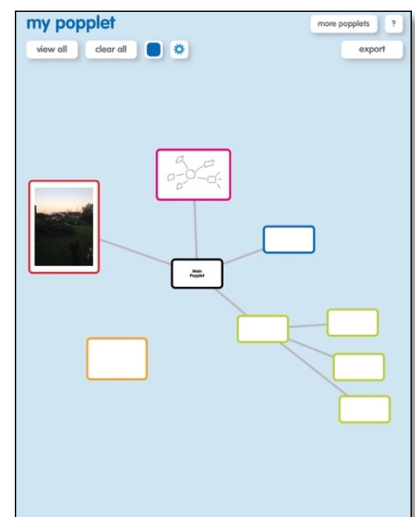 my popplet
more popplets
?
view all
clear all
export
Main
Popplet